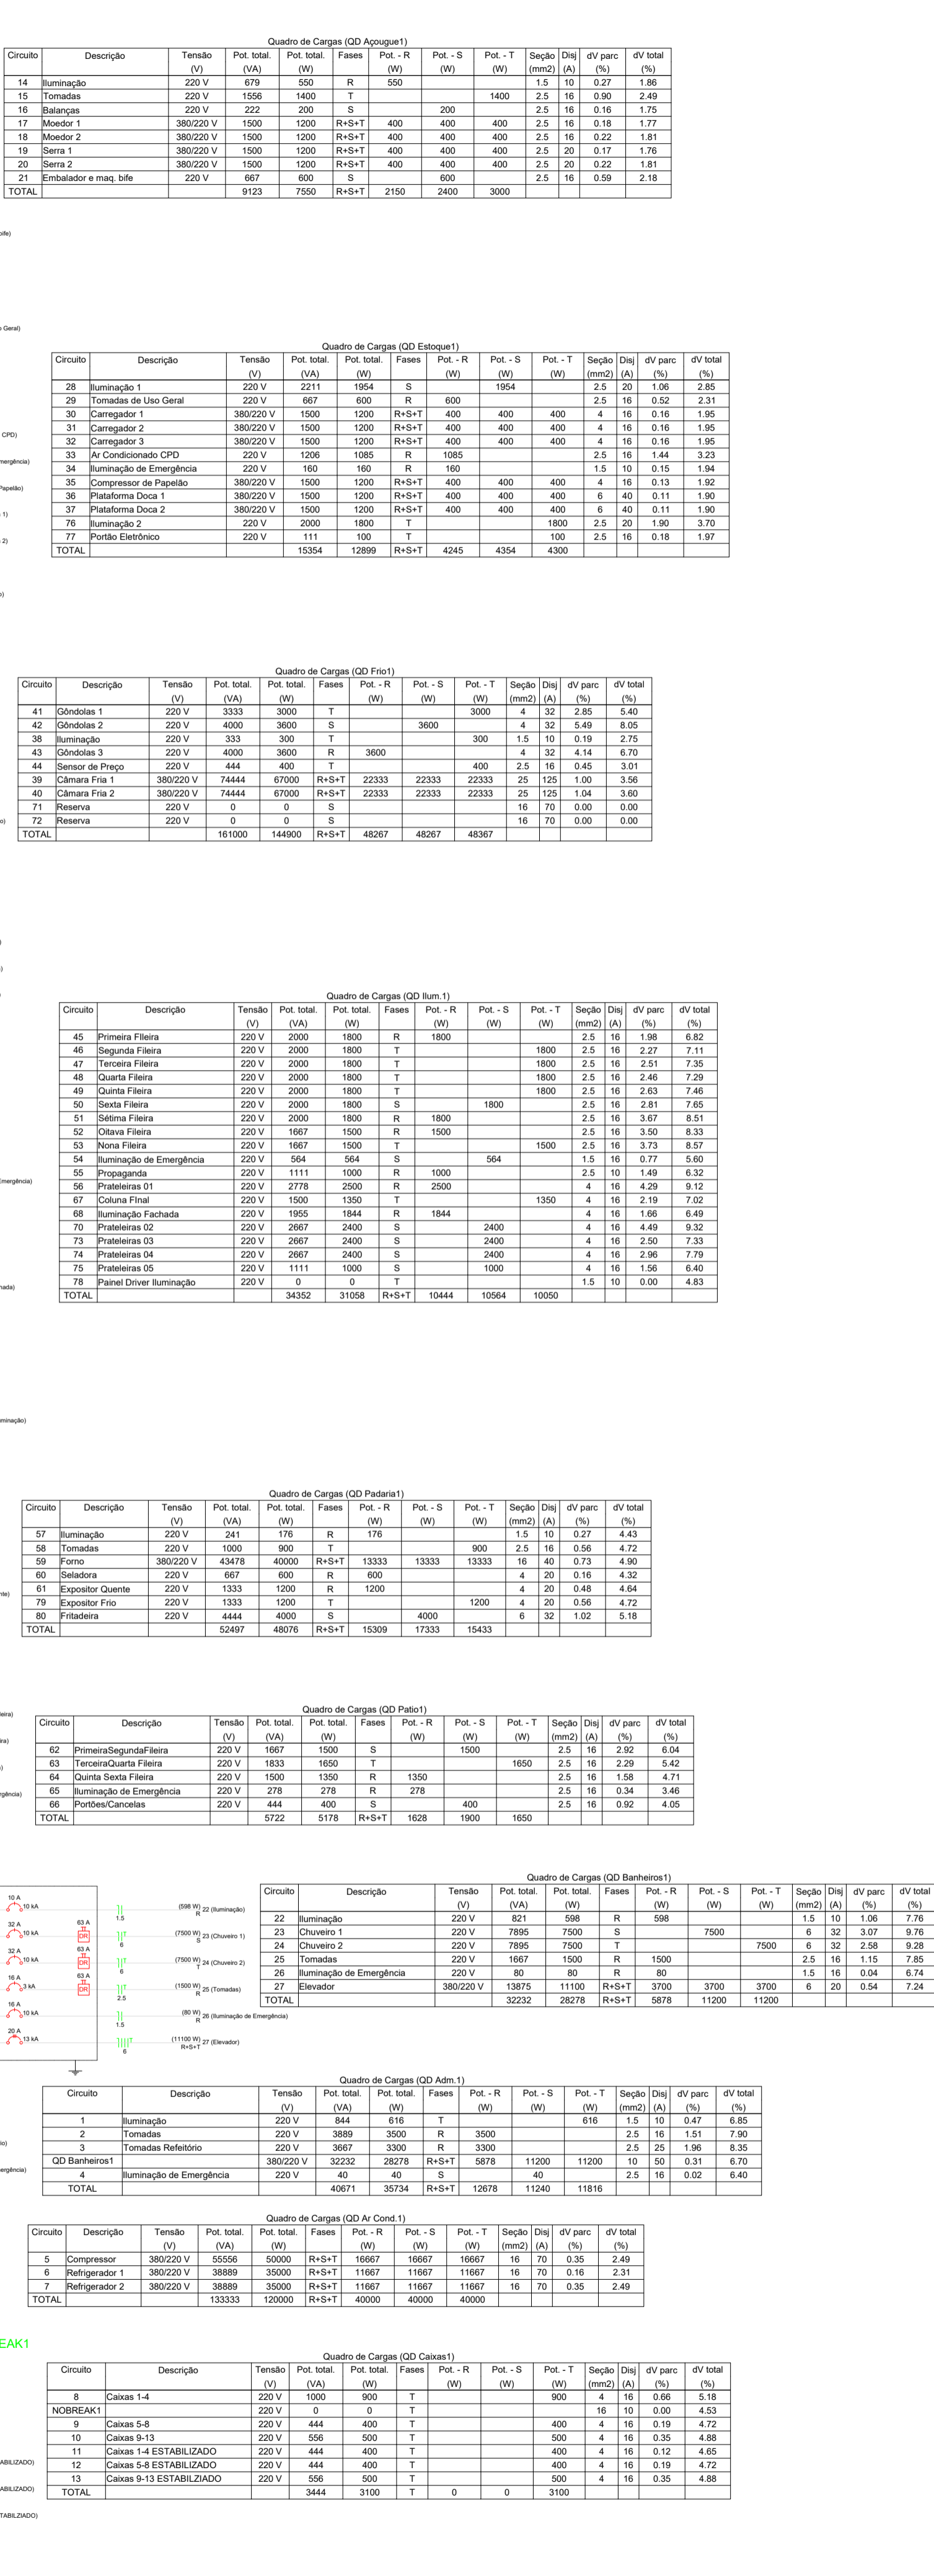 Quadro de Cargas (QD Açougue1)
Circuito Descrição Tensão Pot. total. Pot. total. Fases Pot. - R Pot. - S Pot. - T Seção Disj dV parc dV total
(V) (VA) (W) (W) (W) (W) (mm2) (A) (%) (%)
14 Iluminação 220 V 679 550 R 550 1.5 10 0.27 1.86
15 Tomadas 220 V 1556 1400 T 1400 2.5 16 0.90 2.49
16 Balanças 220 V 222 200 S 200 2.5 16 0.16 1.75
17 Moedor 1 380/220 V 1500 1200 R+S+T 400 400 400 2.5 16 0.18 1.77
18 Moedor 2 380/220 V 1500 1200 R+S+T 400 400 400 2.5 16 0.22 1.81
19 Serra 1 380/220 V 1500 1200 R+S+T 400 400 400 2.5 20 0.17 1.76
20 Serra 2 380/220 V 1500 1200 R+S+T 400 400 400 2.5 20 0.22 1.81
21 Embalador e maq. bife 220 V 667 600 S 600 2.5 16 0.59 2.18
TOTAL 9123 7550 R+S+T 2150 2400 3000
bife)
o Geral)
Quadro de Cargas (QD Estoque1)
Circuito Descrição Tensão Pot. total. Pot. total. Fases Pot. - R Pot. - S Pot. - T Seção Disj dV parc dV total
(V) (VA) (W) (W) (W) (W) (mm2) (A) (%) (%)
28 Iluminação 1 220 V 2211 1954 S 1954 2.5 20 1.06 2.85
29 Tomadas de Uso Geral 220 V 667 600 R 600 2.5 16 0.52 2.31
30 Carregador 1 380/220 V 1500 1200 R+S+T 400 400 400 4 16 0.16 1.95
31 Carregador 2 380/220 V 1500 1200 R+S+T 400 400 400 4 16 0.16 1.95
32 Carregador 3 380/220 V 1500 1200 R+S+T 400 400 400 4 16 0.16 1.95
33 Ar Condicionado CPD 220 V 1206 1085 R 1085 2.5 16 1.44 3.23
34 Iluminação de Emergência 220 V 160 160 R 160 1.5 10 0.15 1.94
35 Compressor de Papelão 380/220 V 1500 1200 R+S+T 400 400 400 4 16 0.13 1.92
36 Plataforma Doca 1 380/220 V 1500 1200 R+S+T 400 400 400 6 40 0.11 1.90
37 Plataforma Doca 2 380/220 V 1500 1200 R+S+T 400 400 400 6 40 0.11 1.90
76 Iluminação 2 220 V 2000 1800 T 1800 2.5 20 1.90 3.70
77 Portão Eletrônico 220 V 111 100 T 100 2.5 16 0.18 1.97
TOTAL 15354 12899 R+S+T 4245 4354 4300
CPD)
mergência)
Papelão)
1)
2)
o)
Quadro de Cargas (QD Frio1)
Circuito Descrição Tensão Pot. total. Pot. total. Fases Pot. - R Pot. - S Pot. - T Seção Disj dV parc dV total
(V) (VA) (W) (W) (W) (W) (mm2) (A) (%) (%)
41 Gôndolas 1 220 V 3333 3000 T 3000 4 32 2.85 5.40
42 Gôndolas 2 220 V 4000 3600 S 3600 4 32 5.49 8.05
38 Iluminação 220 V 333 300 T 300 1.5 10 0.19 2.75
43 Gôndolas 3 220 V 4000 3600 R 3600 4 32 4.14 6.70
44 Sensor de Preço 220 V 444 400 T 400 2.5 16 0.45 3.01
39 Câmara Fria 1 380/220 V 74444 67000 R+S+T 22333 22333 22333 25 125 1.00 3.56
40 Câmara Fria 2 380/220 V 74444 67000 R+S+T 22333 22333 22333 25 125 1.04 3.60
71 Reserva 220 V 0 0 S 16 70 0.00 0.00
72 Reserva 220 V 0 0 S 16 70 0.00 0.00
TOTAL 161000 144900 R+S+T 48267 48267 48367
o)
)
)
Quadro de Cargas (QD Ilum.1)
Circuito Descrição Tensão Pot. total. Pot. total. Fases Pot. - R Pot. - S Pot. - T Seção Disj dV parc dV total
(V) (VA) (W) (W) (W) (W) (mm2) (A) (%) (%)
45 Primeira FIleira 220 V 2000 1800 R 1800 2.5 16 1.98 6.82
46 Segunda Fileira 220 V 2000 1800 T 1800 2.5 16 2.27 7.11
47 Terceira Fileira 220 V 2000 1800 T 1800 2.5 16 2.51 7.35
48 Quarta Fileira 220 V 2000 1800 T 1800 2.5 16 2.46 7.29
49 Quinta Fileira 220 V 2000 1800 T 1800 2.5 16 2.63 7.46
50 Sexta Fileira 220 V 2000 1800 S 1800 2.5 16 2.81 7.65
51 Sétima Fileira 220 V 2000 1800 R 1800 2.5 16 3.67 8.51
52 Oitava Fileira 220 V 1667 1500 R 1500 2.5 16 3.50 8.33
53 Nona Fileira 220 V 1667 1500 T 1500 2.5 16 3.73 8.57
54 Iluminação de Emergência 220 V 564 564 S 564 1.5 16 0.77 5.60
55 Propaganda 220 V 1111 1000 R 1000 2.5 10 1.49 6.32
56 Prateleiras 01 220 V 2778 2500 R 2500 4 16 4.29 9.12
67 Coluna FInal 220 V 1500 1350 T 1350 4 16 2.19 7.02
68 Iluminação Fachada 220 V 1955 1844 R 1844 4 16 1.66 6.49
70 Prateleiras 02 220 V 2667 2400 S 2400 4 16 4.49 9.32
73 Prateleiras 03 220 V 2667 2400 S 2400 4 16 2.50 7.33
74 Prateleiras 04 220 V 2667 2400 S 2400 4 16 2.96 7.79
75 Prateleiras 05 220 V 1111 1000 S 1000 4 16 1.56 6.40
78 Painel Driver Iluminação 220 V 0 0 T 1.5 10 0.00 4.83
TOTAL 34352 31058 R+S+T 10444 10564 10050
Emergência)
hada)
minação)
Quadro de Cargas (QD Padaria1)
Circuito Descrição Tensão Pot. total. Pot. total. Fases Pot. - R Pot. - S Pot. - T Seção Disj dV parc dV total
(V) (VA) (W) (W) (W) (W) (mm2) (A) (%) (%)
57 Iluminação 220 V 241 176 R 176 1.5 10 0.27 4.43
58 Tomadas 220 V 1000 900 T 900 2.5 16 0.56 4.72
59 Forno 380/220 V 43478 40000 R+S+T 13333 13333 13333 16 40 0.73 4.90
60 Seladora 220 V 667 600 R 600 4 20 0.16 4.32
61 Expositor Quente 220 V 1333 1200 R 1200 4 20 0.48 4.64
79 Expositor Frio 220 V 1333 1200 T 1200 4 20 0.56 4.72
80 Fritadeira 220 V 4444 4000 S 4000 6 32 1.02 5.18
TOTAL 52497 48076 R+S+T 15309 17333 15433
nte)
Quadro de Cargas (QD Patio1)
Circuito Descrição Tensão Pot. total. Pot. total. Fases Pot. - R Pot. - S Pot. - T Seção Disj dV parc dV total
(V) (VA) (W) (W) (W) (W) (mm2) (A) (%) (%)
62 PrimeiraSegundaFileira 220 V 1667 1500 S 1500 2.5 16 2.92 6.04
63 TerceiraQuarta Fileira 220 V 1833 1650 T 1650 2.5 16 2.29 5.42
64 Quinta Sexta Fileira 220 V 1500 1350 R 1350 2.5 16 1.58 4.71
65 Iluminação de Emergência 220 V 278 278 R 278 2.5 16 0.34 3.46
66 Portões/Cancelas 220 V 444 400 S 400 2.5 16 0.92 4.05
TOTAL 5722 5178 R+S+T 1628 1900 1650
leira)
ira)
)
rgência)
Quadro de Cargas (QD Banheiros1)
Circuito Descrição Tensão Pot. total. Pot. total. Fases Pot. - R Pot. - S Pot. - T Seção Disj dV parc dV total
(V) (VA) (W) (W) (W) (W) (mm2) (A) (%) (%)
22 Iluminação 220 V 821 598 R 598 1.5 10 1.06 7.76
23 Chuveiro 1 220 V 7895 7500 S 7500 6 32 3.07 9.76
24 Chuveiro 2 220 V 7895 7500 T 7500 6 32 2.58 9.28
25 Tomadas 220 V 1667 1500 R 1500 2.5 16 1.15 7.85
26 Iluminação de Emergência 220 V 80 80 R 80 1.5 16 0.04 6.74
27 Elevador 380/220 V 13875 11100 R+S+T 3700 3700 3700 6 20 0.54 7.24
TOTAL 32232 28278 R+S+T 5878 11200 11200
10 A 10 kA 1.5 (598 W) R 22 (Iluminação)
32 A 10 kA 63 A DR 6 (7500 W) S 23 (Chuveiro 1)
32 A 10 kA 63 A DR 6 (7500 W) T 24 (Chuveiro 2)
16 A 3 kA 63 A DR 2.5 (1500 W) R 25 (Tomadas)
16 A 10 kA 1.5 (80 W) R 26 (Iluminação de Emergência)
20 A 13 kA 6 (11100 W) R+S+T 27 (Elevador)
Quadro de Cargas (QD Adm.1)
Circuito Descrição Tensão Pot. total. Pot. total. Fases Pot. - R Pot. - S Pot. - T Seção Disj dV parc dV total
(V) (VA) (W) (W) (W) (W) (mm2) (A) (%) (%)
1 Iluminação 220 V 844 616 T 616 1.5 10 0.47 6.85
2 Tomadas 220 V 3889 3500 R 3500 2.5 16 1.51 7.90
3 Tomadas Refeitório 220 V 3667 3300 R 3300 2.5 25 1.96 8.35
QD Banheiros1 380/220 V 32232 28278 R+S+T 5878 11200 11200 10 50 0.31 6.70
4 Iluminação de Emergência 220 V 40 40 S 40 2.5 16 0.02 6.40
TOTAL 40671 35734 R+S+T 12678 11240 11816
io)
ergência)
Quadro de Cargas (QD Ar Cond.1)
Circuito Descrição Tensão Pot. total. Pot. total. Fases Pot. - R Pot. - S Pot. - T Seção Disj dV parc dV total
(V) (VA) (W) (W) (W) (W) (mm2) (A) (%) (%)
5 Compressor 380/220 V 55556 50000 R+S+T 16667 16667 16667 16 70 0.35 2.49
6 Refrigerador 1 380/220 V 38889 35000 R+S+T 11667 11667 11667 16 70 0.16 2.31
7 Refrigerador 2 380/220 V 38889 35000 R+S+T 11667 11667 11667 16 70 0.35 2.49
TOTAL 133333 120000 R+S+T 40000 40000 40000
EAK1
Quadro de Cargas (QD Caixas1)
Circuito Descrição Tensão Pot. total. Pot. total. Fases Pot. - R Pot. - S Pot. - T Seção Disj dV parc dV total
(V) (VA) (W) (W) (W) (W) (mm2) (A) (%) (%)
8 Caixas 1-4 220 V 1000 900 T 900 4 16 0.66 5.18
NOBREAK1 220 V 0 0 T 16 10 0.00 4.53
9 Caixas 5-8 220 V 444 400 T 400 4 16 0.19 4.72
10 Caixas 9-13 220 V 556 500 T 500 4 16 0.35 4.88
11 Caixas 1-4 ESTABILIZADO 220 V 444 400 T 400 4 16 0.12 4.65
12 Caixas 5-8 ESTABILIZADO 220 V 444 400 T 400 4 16 0.19 4.72
13 Caixas 9-13 ESTABILZIADO 220 V 556 500 T 500 4 16 0.35 4.88
TOTAL 3444 3100 T 0 0 3100
ABILIZADO)
ABILIZADO)
TABILZIADO)